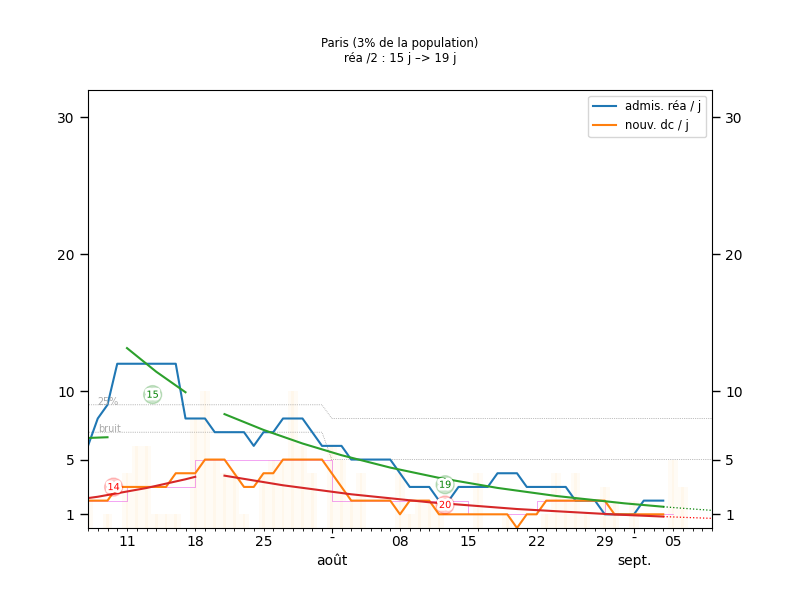 Paris (3% de la population)
réa /2 : 15 j –> 19 j
admis. réa / j
nouv. dc / j
30 30
20 20
10 10
25%
15
bruit
5 5
14
19
20
1 1
11 18 25 - 08 15 22 29 - 05
août sept.